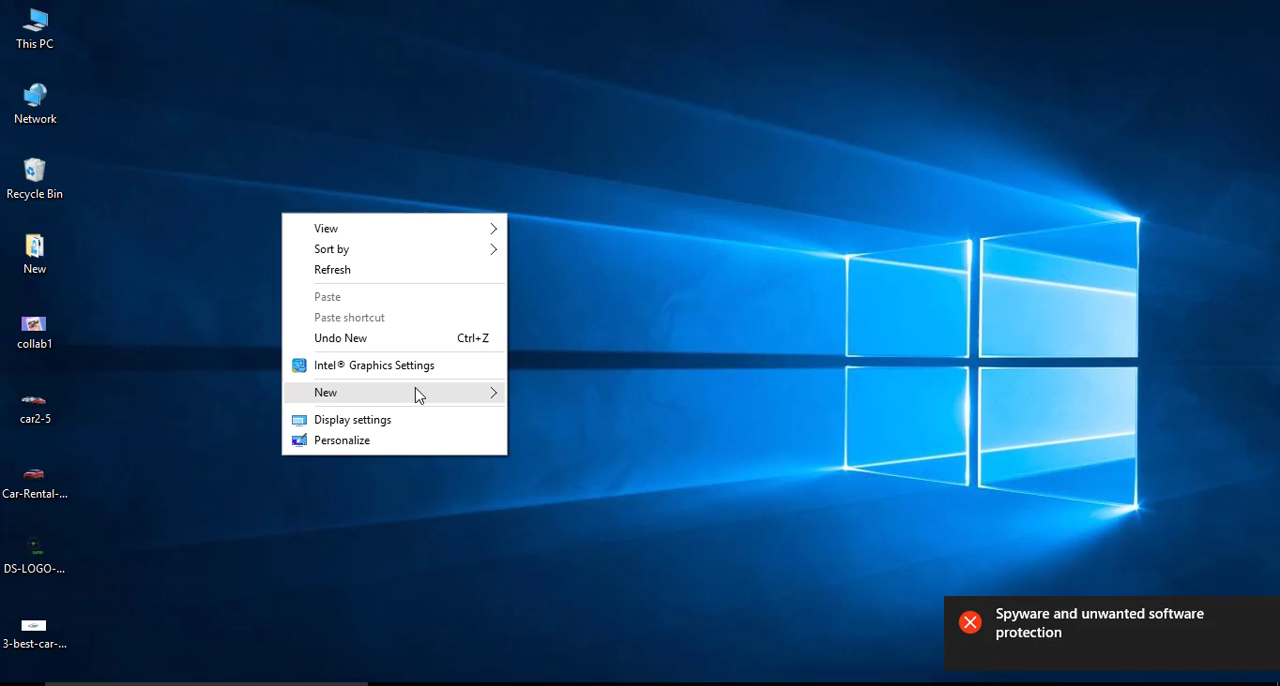 This PC
Network
Recycle Bin
New
collab1
car2-5
Car-Rental-...
DS-LOGO-...
3-best-car-...
View
Sort by
Refresh
Paste
Paste shortcut
Undo New Ctrl+Z
Intel® Graphics Settings
New
Display settings
Personalize
Spyware and unwanted software
protection